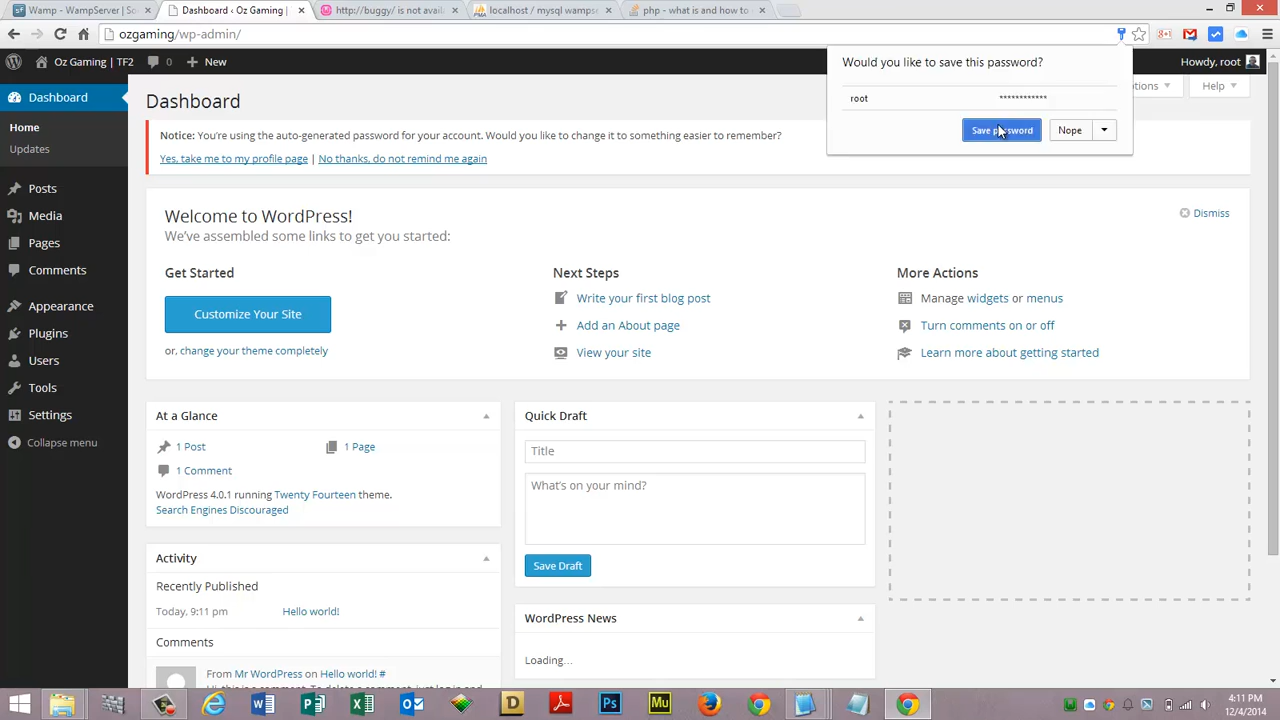 Wamp - WampServer | So
Dashboard ‹ Oz Gaming |
http://buggy/ is not avail
localhost / mysql wampse
php - what is and how to
ozgaming/wp-admin/
Oz Gaming | TF2
0
New
Howdy, root
Dashboard
Home
Updates
Posts
Media
Pages
Comments
Appearance
Plugins
Users
Tools
Settings
Collapse menu
Would you like to save this password?
root ************
Save password Nope
Help
Dashboard
Notice: You're using the auto-generated password for your account. Would you like to change it to something easier to remember?
Yes, take me to my profile page | No thanks, do not remind me again
Welcome to WordPress!
Dismiss
We've assembled some links to get you started:
Get Started
Customize Your Site
or, change your theme completely
Next Steps
Write your first blog post
Add an About page
View your site
More Actions
Manage widgets or menus
Turn comments on or off
Learn more about getting started
At a Glance
1 Post
1 Page
1 Comment
WordPress 4.0.1 running Twenty Fourteen theme.
Search Engines Discouraged
Activity
Recently Published
Today, 9:11 pm Hello world!
Comments
From Mr WordPress on Hello world! #
Quick Draft
Title
What's on your mind?
Save Draft
WordPress News
Loading...
4:11 PM
12/4/2014